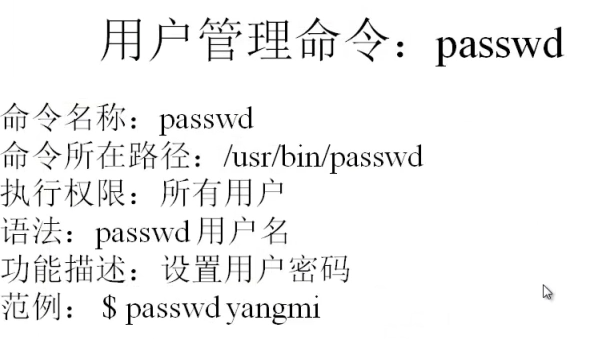 用户管理命令：passwd
命令名称：passwd
命令所在路径：/usr/bin/passwd
执行权限：所有用户
语法：passwd 用户名
功能描述：设置用户密码
范例： $ passwd yangmi